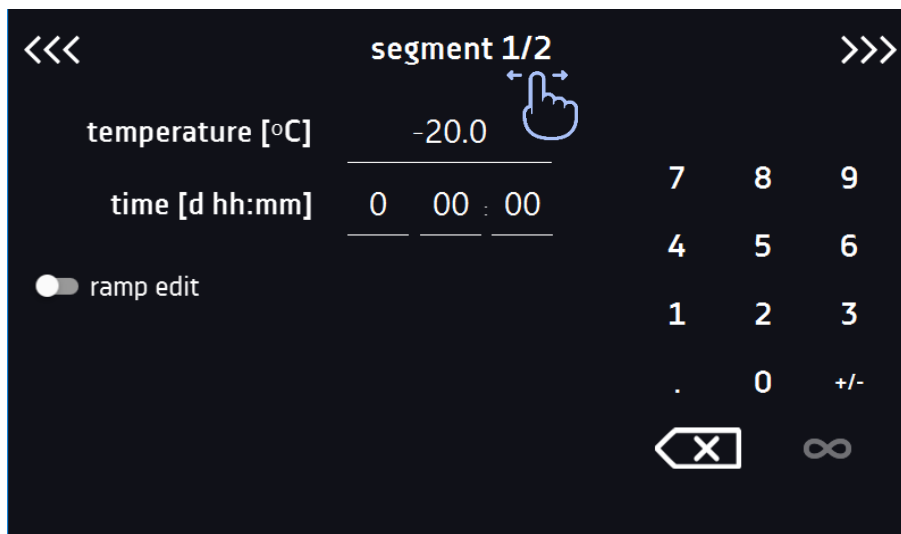 <<< segment 1/2 >>>
temperature [°C] -20.0
time [d hh:mm] 0 00 : 00
ramp edit
7 8 9
4 5 6
1 2 3
. 0 +/-
∞